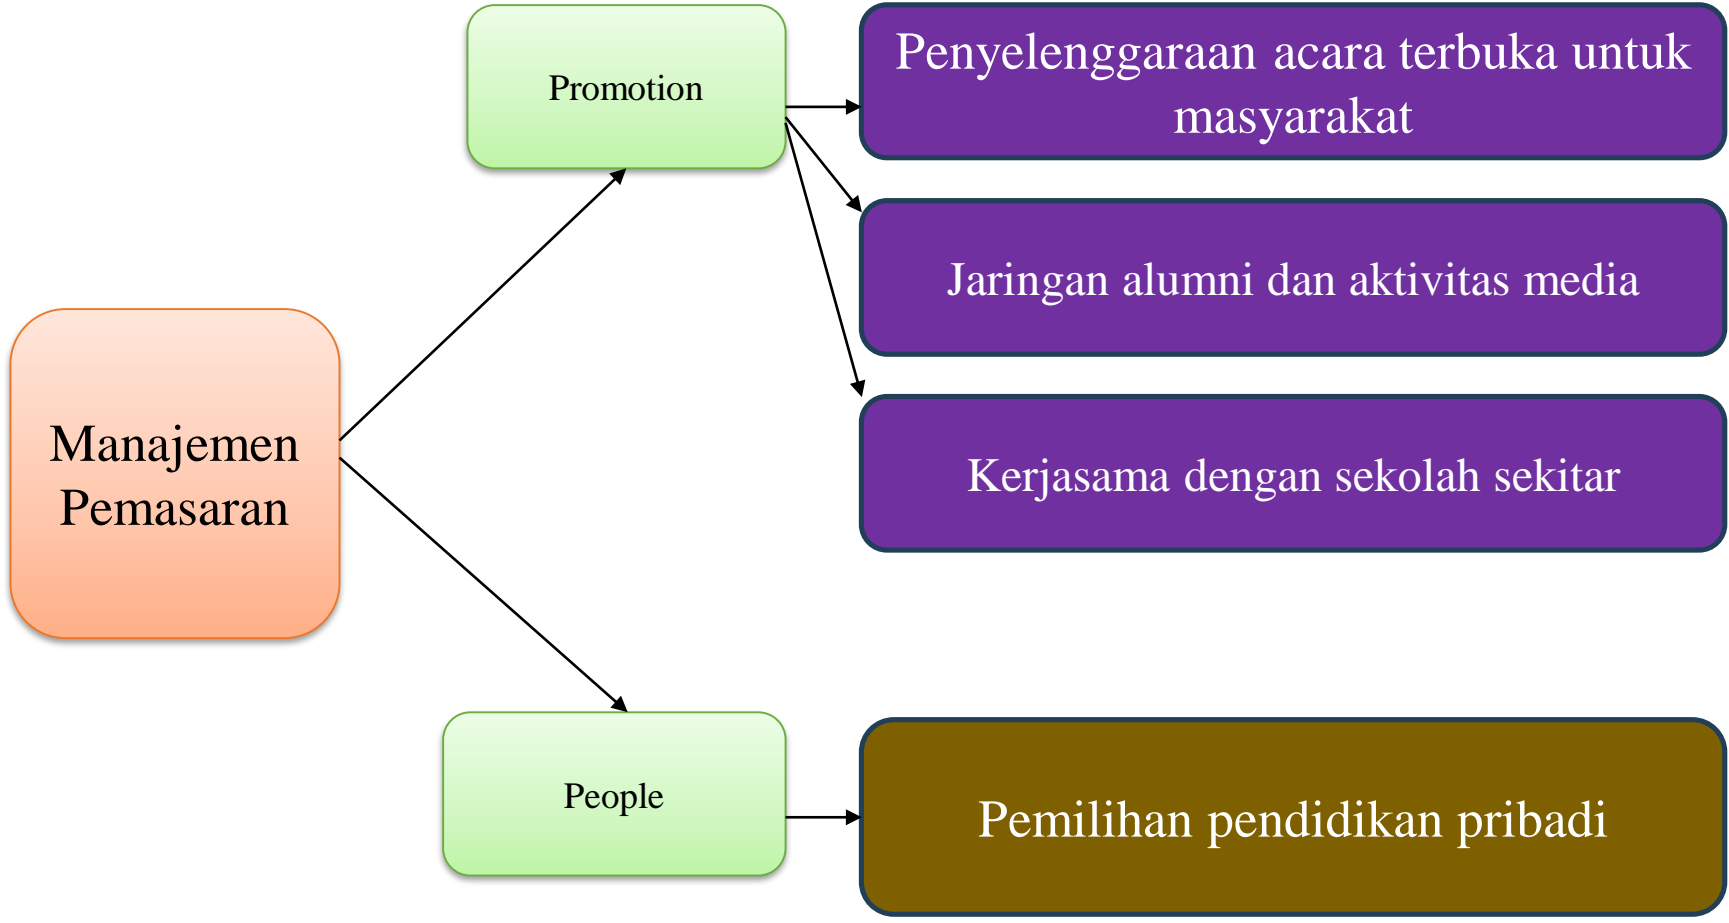 Promotion
Penyelenggaraan acara terbuka untuk
masyarakat
Jaringan alumni dan aktivitas media
Manajemen
Pemasaran
Kerjasama dengan sekolah sekitar
People
Pemilihan pendidikan pribadi